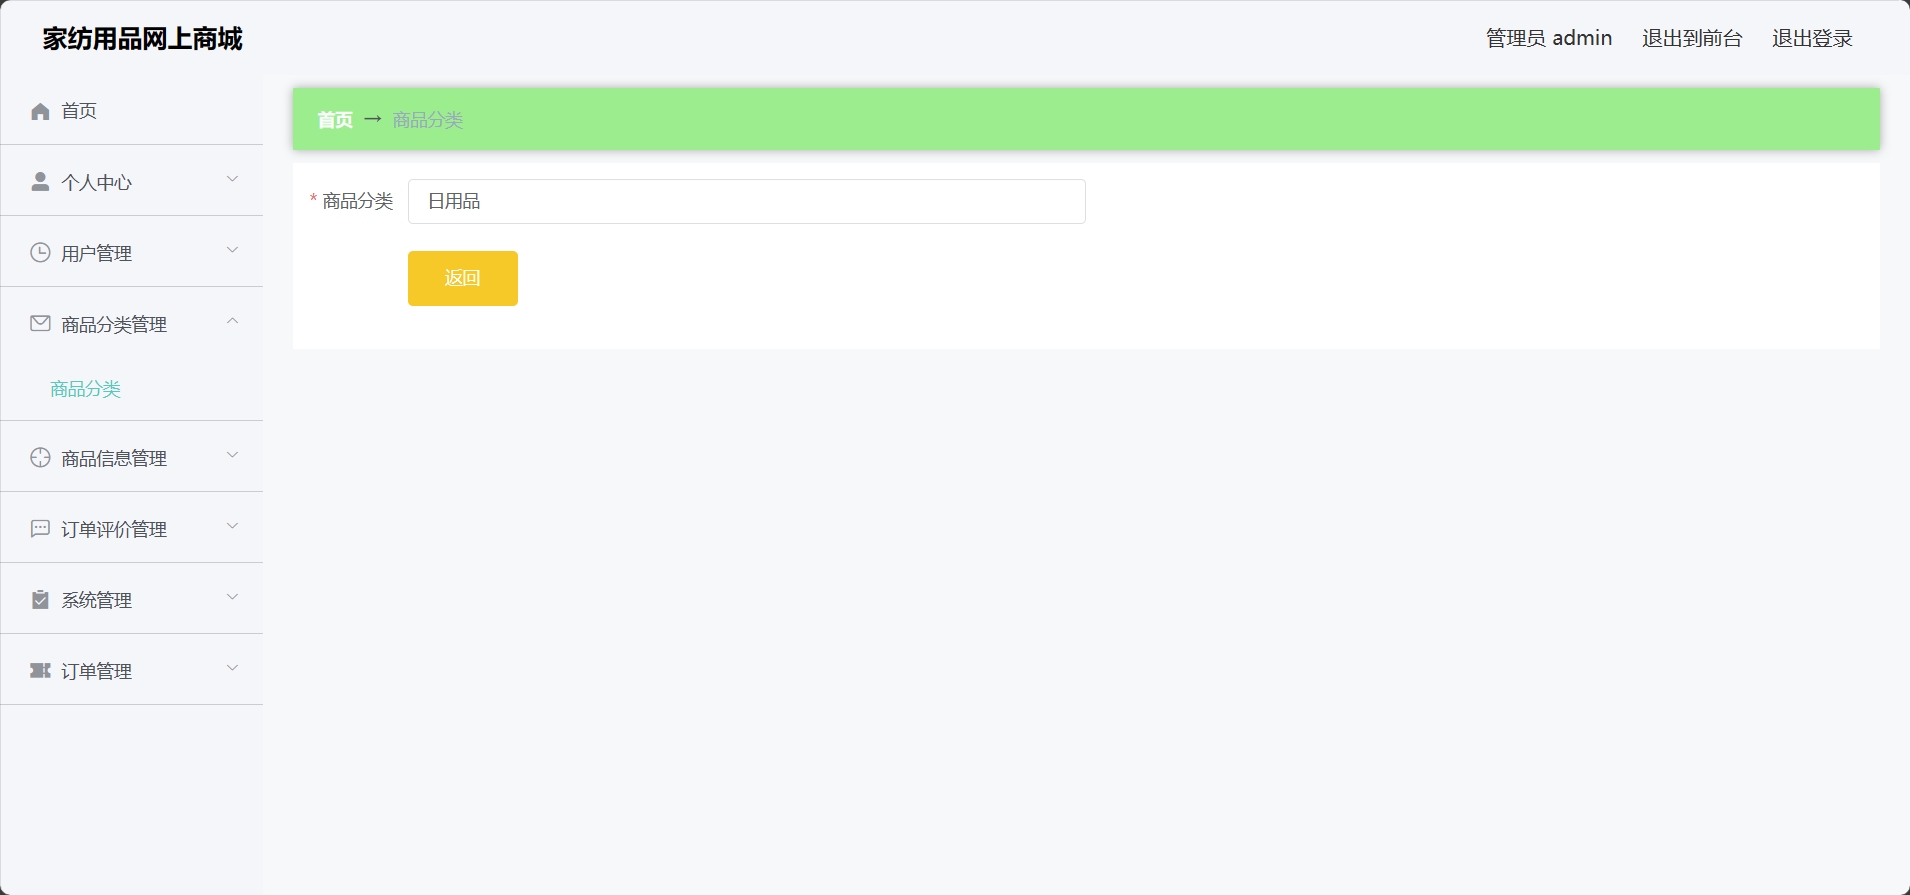 家纺用品网上商城
管理员 admin 退出到前台 退出登录
首页
个人中心
用户管理
商品分类管理
商品分类
商品信息管理
订单评价管理
系统管理
订单管理
首页 → 商品分类
* 商品分类 日用品
返回